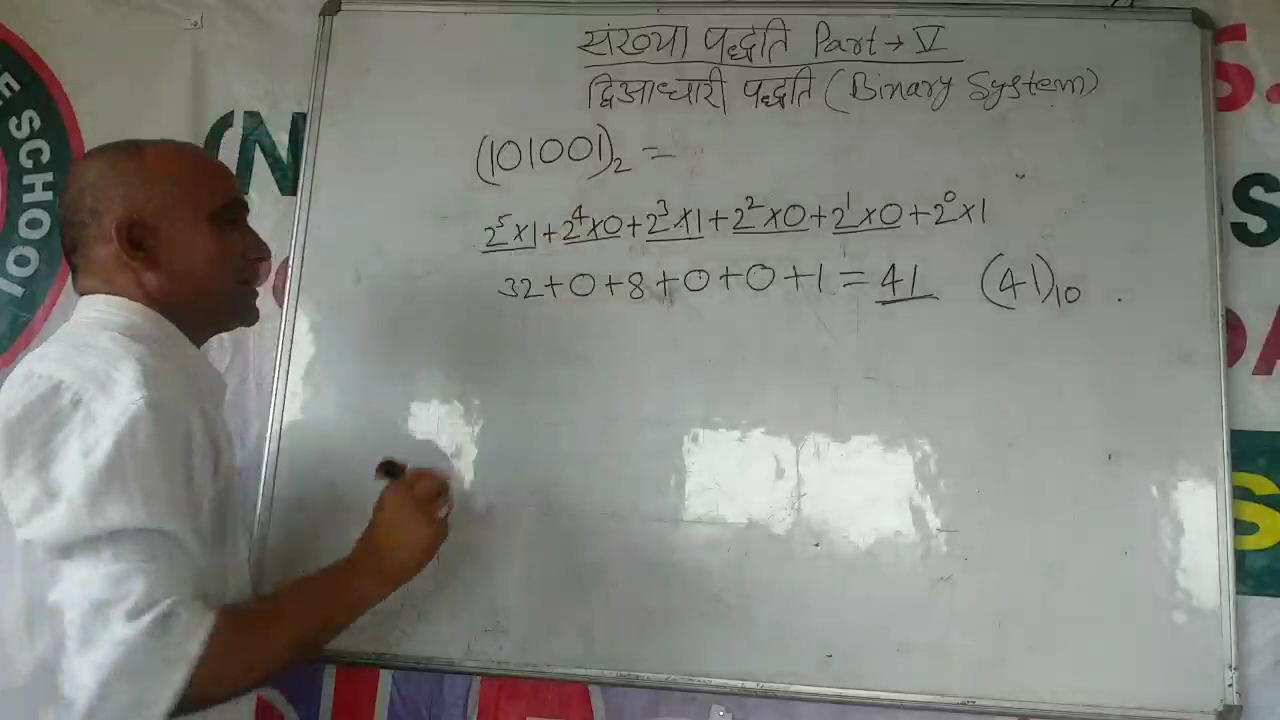 संख्या पद्धति Part → V
द्विआधारी पद्धति (Binary System)
(101001)₂ =
2⁵×1+2⁴×0+2³×1+2²×0+2¹×0+2⁰×1
32+0+8+0+0+1=41 (41)₁₀
SCHOOL